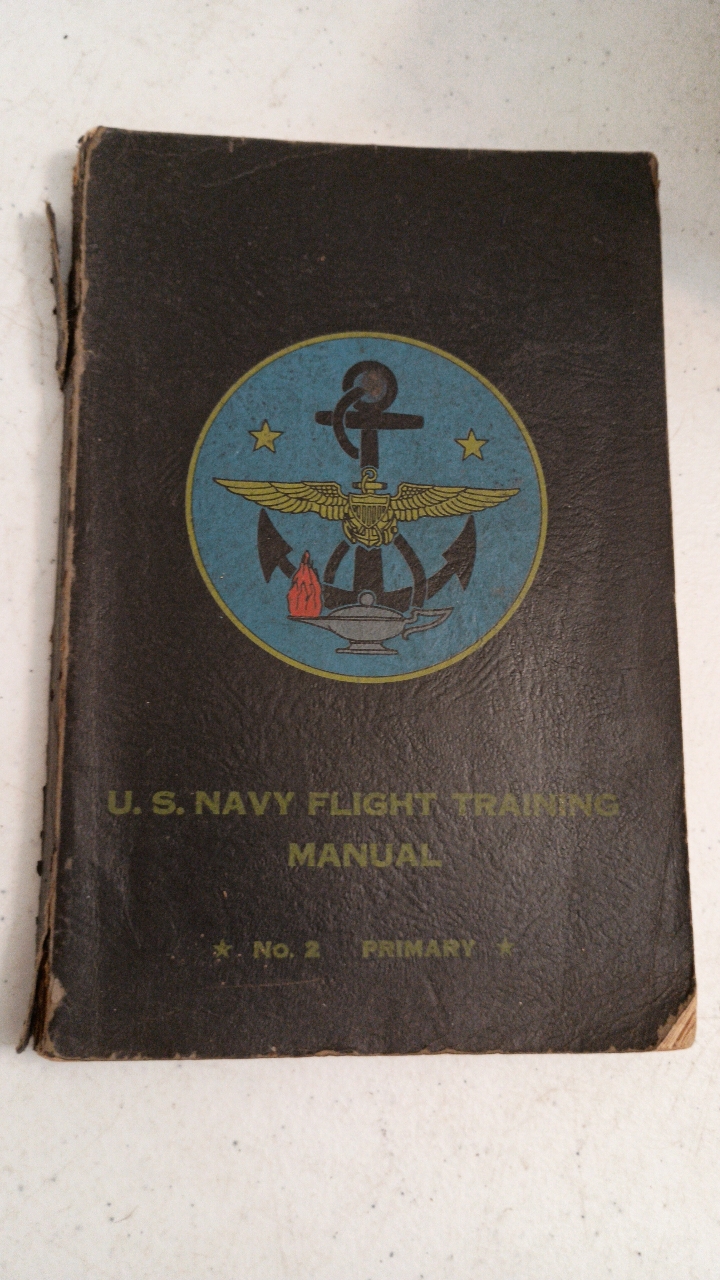 U. S. NAVY FLIGHT TRAINING
MANUAL
★ No. 2 PRIMARY ★